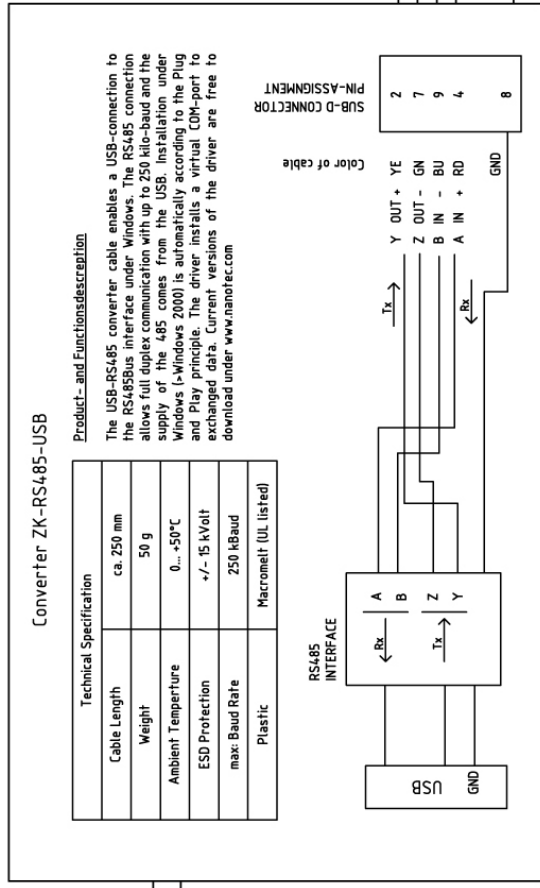 Converter ZK-RS485-USB
Technical Specification
Cable Length ca. 250 mm
Weight 50 g
Ambient Temperture 0... +50°C
ESD Protection +/- 15 kVolt
max: Baud Rate 250 kBaud
Plastic Macromelt (UL listed)
Product- and Functionsdescreption
The USB-RS485 converter cable enables a USB-connection to
the RS485Bus interface under Windows. The RS485 connection
allows full duplex communication with up to 250 kilo-baud and the
supply of the 485 comes from the USB. Installation under
Windows (>Windows 2000) is automatically according to the Plug
and Play principle. The driver installs a virtual COM-port to
exchanged data. Current versions of the driver are free to
download under www.nanotec.com
USB
GND
RS485
INTERFACE
Rx
Tx
A
B
Z
Y
Tx
Rx
Color of cable
Y OUT + YE
Z OUT - GN
B IN - BU
A IN + RD
GND
SUB-D CONNECTOR
PIN-ASSIGNMENT
2
7
9
4
8